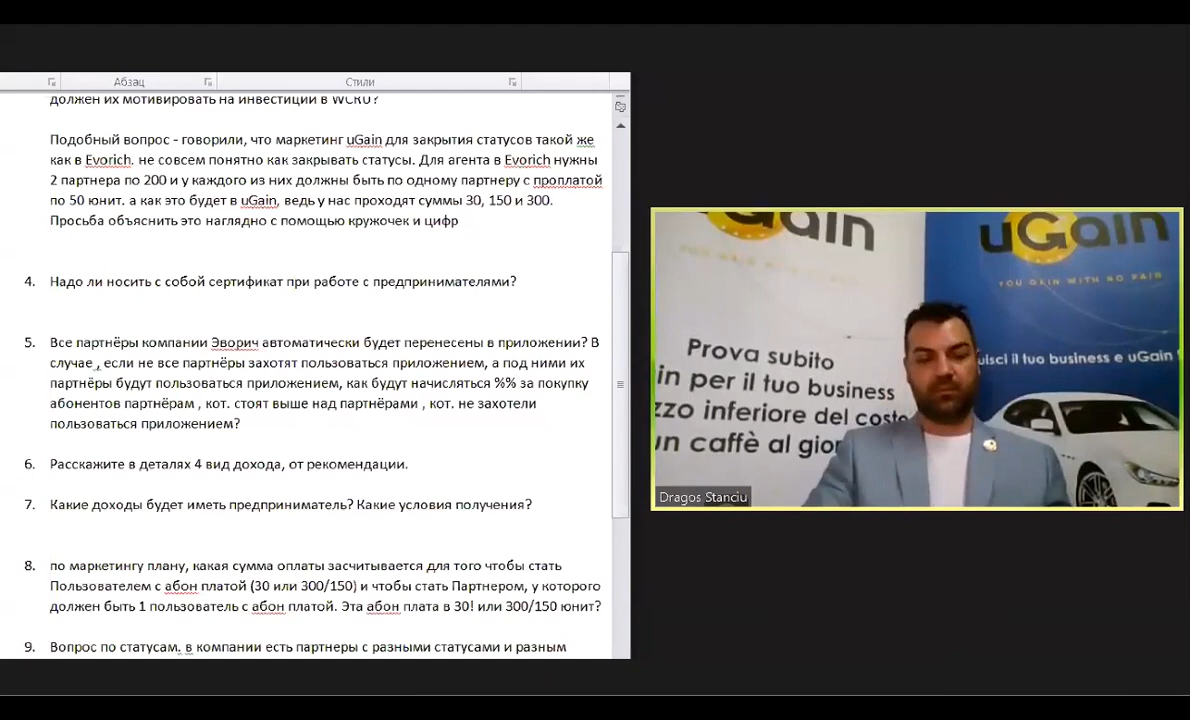 Абзац
Стили
должен их мотивировать на инвестиции в WCRU?
Подобный вопрос - говорили, что маркетинг uGain для закрытия статусов такой же
как в Evorich. не совсем понятно как закрывать статусы. Для агента в Evorich нужны
2 партнера по 200 и у каждого из них должны быть по одному партнеру с проплатой
по 50 юнит. а как это будет в uGain, ведь у нас проходят суммы 30, 150 и 300.
Просьба объяснить это наглядно с помощью кружочек и цифр
4. Надо ли носить с собой сертификат при работе с предпринимателями?
5. Все партнёры компании Эворич автоматически будет перенесены в приложении? В
случае , если не все партнёры захотят пользоваться приложением, а под ними их
партнёры будут пользоваться приложением, как будут начисляться %% за покупку
абонентов партнёрам , кот. стоят выше над партнёрами , кот. не захотели
пользоваться приложением?
6. Расскажите в деталях 4 вид дохода, от рекомендации.
7. Какие доходы будет иметь предприниматель? Какие условия получения?
8. по маркетингу плану, какая сумма оплаты засчитывается для того чтобы стать
Пользователем с абон платой (30 или 300/150) и чтобы стать Партнером, у которого
должен быть 1 пользователь с абон платой. Эта абон плата в 30! или 300/150 юнит?
9. Вопрос по статусам. в компании есть партнеры с разными статусами и разным
uGain
YOU GAIN WITH NO PAIN
Prova subito
in per il tuo business
zzo inferiore del costo
un caffè al gior
il tuo business e uGain
Dragos Stanciu